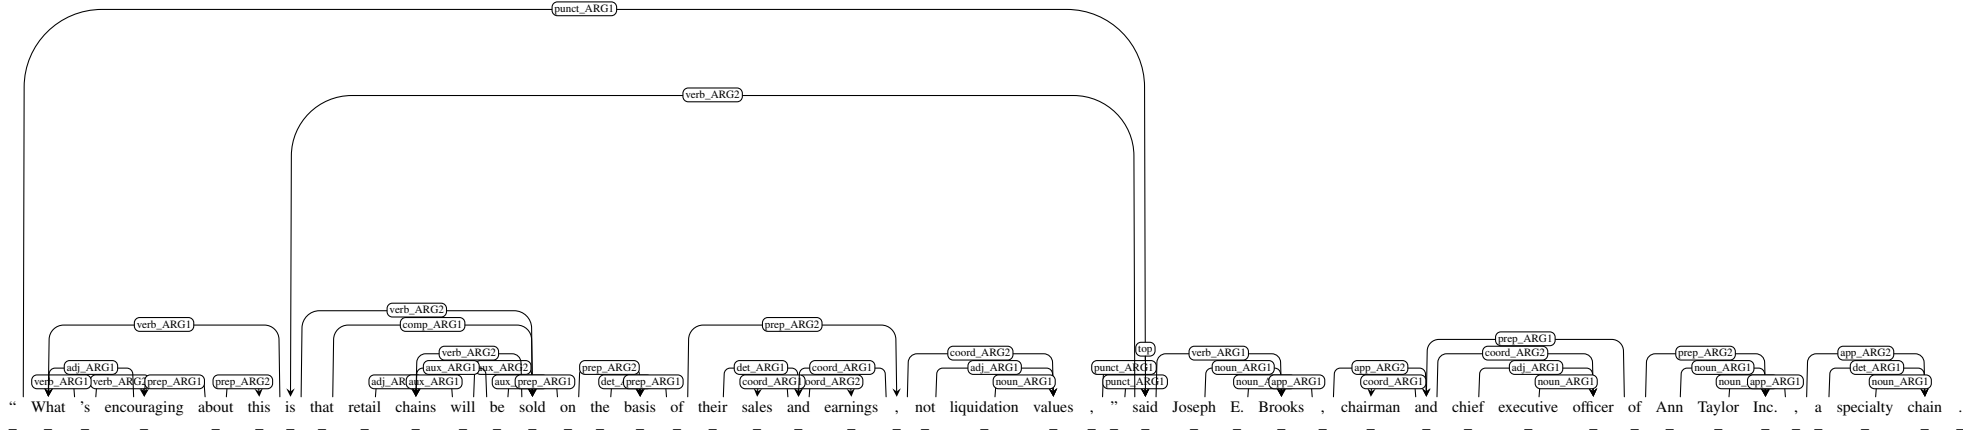 punct_ARG1
verb_ARG2
verb_ARG2
verb_ARG1 comp_ARG1 prep_ARG2
prep_ARG1
top
verb_ARG2 coord_ARG2 verb_ARG1 coord_ARG2 prep_ARG2 app_ARG2
adj_ARG1 aux_ARG1 prep_ARG2 det_ARG1 coord_ARG1 adj_ARG1 punct_ARG1 noun_ARG1 app_ARG2 adj_ARG1 noun_ARG1 det_ARG1
verb_ARG1 prep_ARG1 prep_ARG2 aux_ARG1 prep_ARG1 prep_ARG1 noun_ARG1 punct_ARG1 app_ARG1 coord_ARG1 noun_ARG1 app_ARG1 noun_ARG1
“ What 's encouraging about this is that retail chains will be sold on the basis of their sales and earnings , not liquidation values , ” said Joseph E. Brooks , chairman and chief executive officer of Ann Taylor Inc. , a specialty chain .